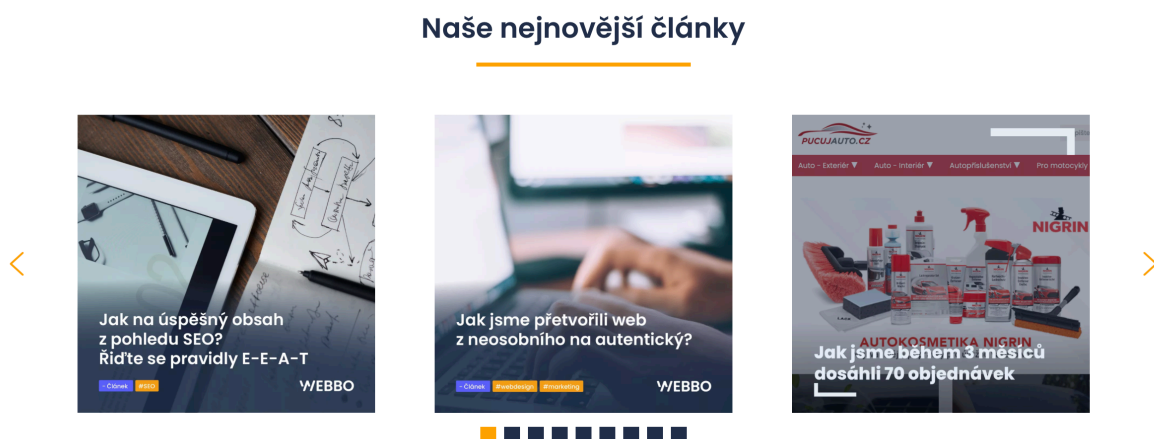 Naše nejnovější články
Jak na úspěšný obsah
z pohledu SEO?
Řiďte se pravidly E-E-A-T
- Článek #SEO
WEBBO
Jak jsme přetvořili web
z neosobního na autentický?
- Článek #webdesign #marketing
WEBBO
PUCUJAUTO.CZ
Auto - Exteriér ▼ Auto - Interiér ▼ Autopříslušenství ▼ Pro motocykly
NIGRIN
AUTOKOSMETIKA NIGRIN
Jak jsme během 3 měsíců
dosáhli 70 objednávek